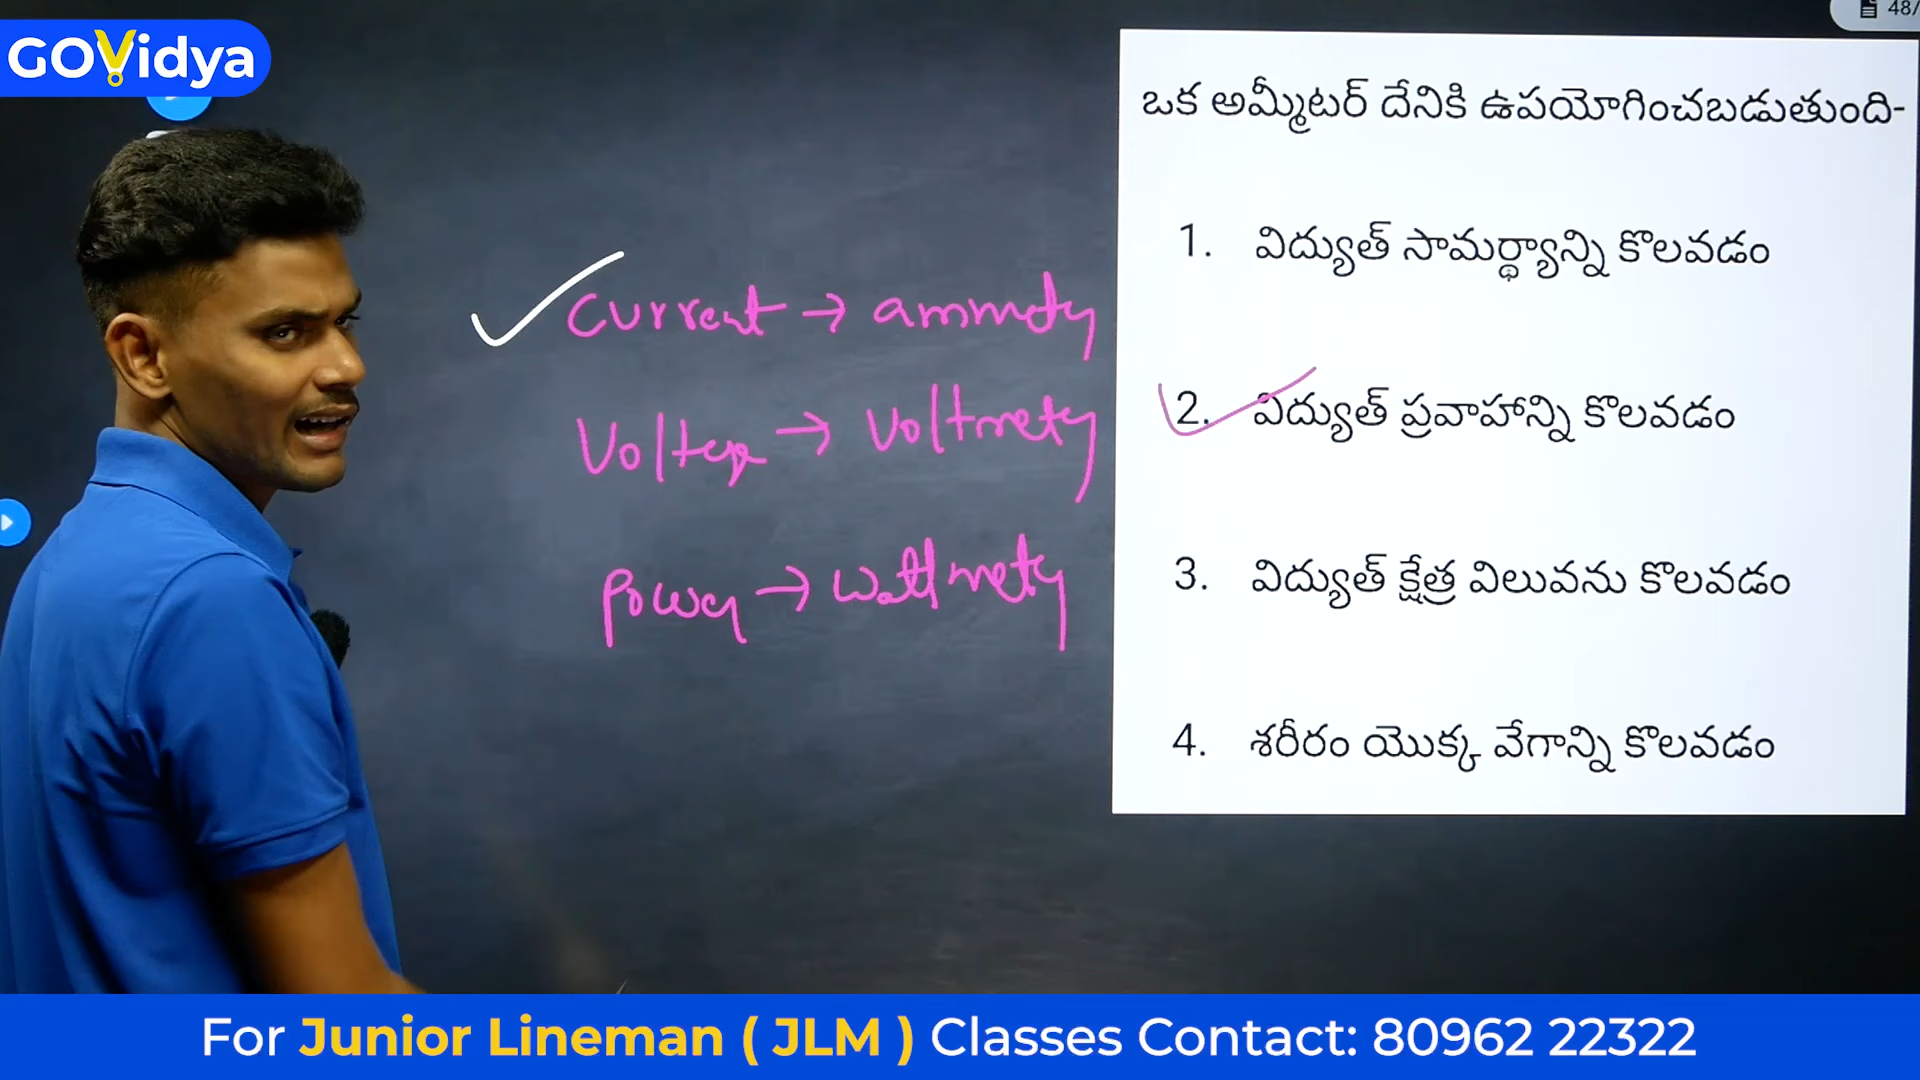 GOVidya
48/
ఒక అమ్మీటర్ దేనికి ఉపయోగించబడుతుంది-
1. విద్యుత్ సామర్థ్యాన్ని కొలవడం
2. విద్యుత్ ప్రవాహాన్ని కొలవడం
3. విద్యుత్ క్షేత్ర విలువను కొలవడం
4. శరీరం యొక్క వేగాన్ని కొలవడం
Current → ammeter
Voltage → Voltmeter
Power → wattmeter
For Junior Lineman ( JLM ) Classes Contact: 80962 22322